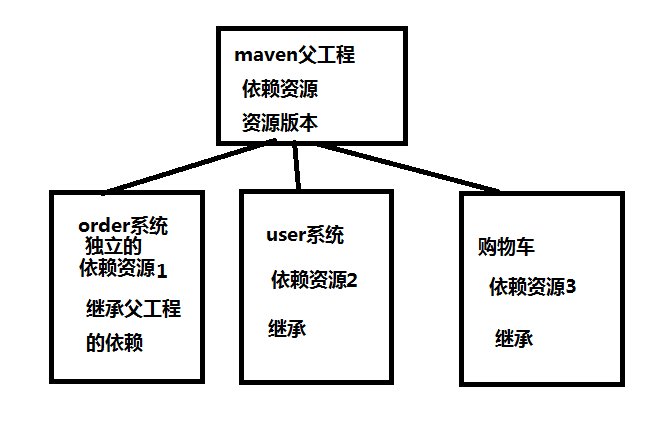 maven父工程
依赖资源
资源版本
order系统
独立的
依赖资源1
继承父工程
的依赖
user系统
依赖资源2
继承
购物车
依赖资源3
继承